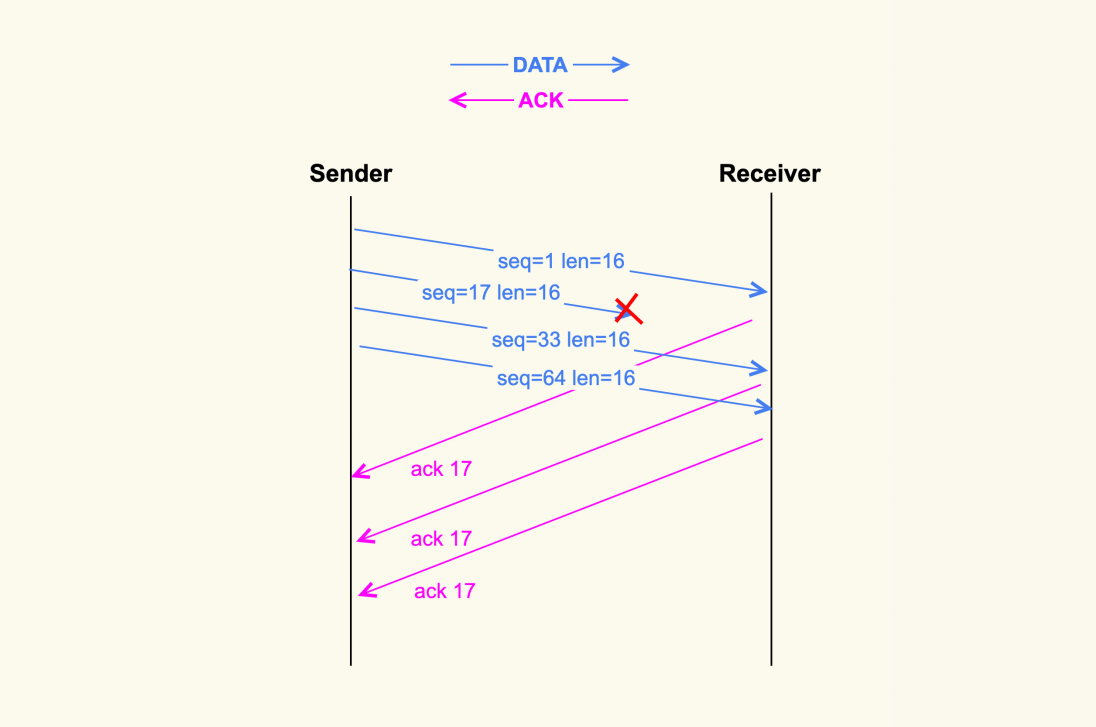 DATA
ACK
Sender
Receiver
seq=1 len=16
seq=17 len=16
seq=33 len=16
seq=64 len=16
ack 17
ack 17
ack 17